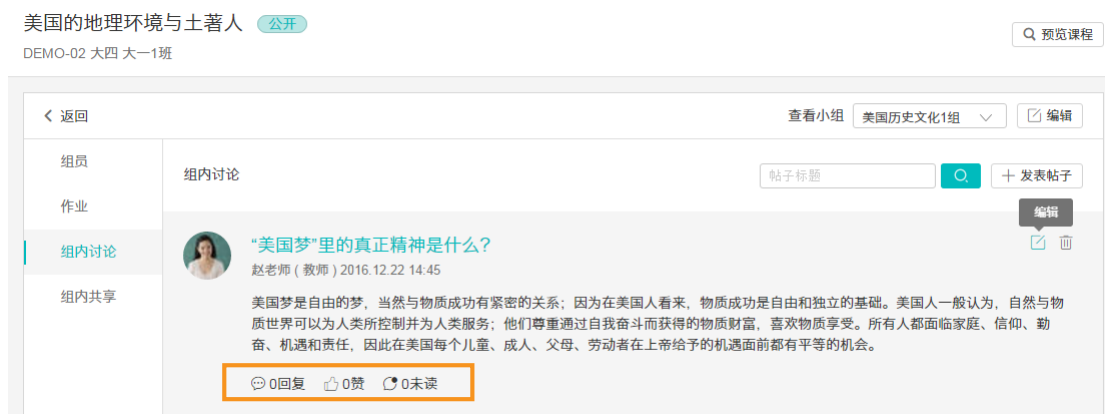 美国的地理环境与土著人 公开
DEMO-02 大四 大一1班
预览课程
返回
查看小组 美国历史文化1组 编辑
组员
作业
组内讨论
组内共享
组内讨论 帖子标题 发表帖子
编辑
“美国梦”里的真正精神是什么?
赵老师 ( 教师 ) 2016.12.22 14:45
美国梦是自由的梦，当然与物质成功有紧密的关系；因为在美国人看来，物质成功是自由和独立的基础。美国人一般认为，自然与物
质世界可以为人类所控制并为人类服务；他们尊重通过自我奋斗而获得的物质财富，喜欢物质享受。所有人都面临家庭、信仰、勤
奋、机遇和责任，因此在美国每个儿童、成人、父母、劳动者在上帝给予的机遇面前都有平等的机会。
0回复 0赞 0未读